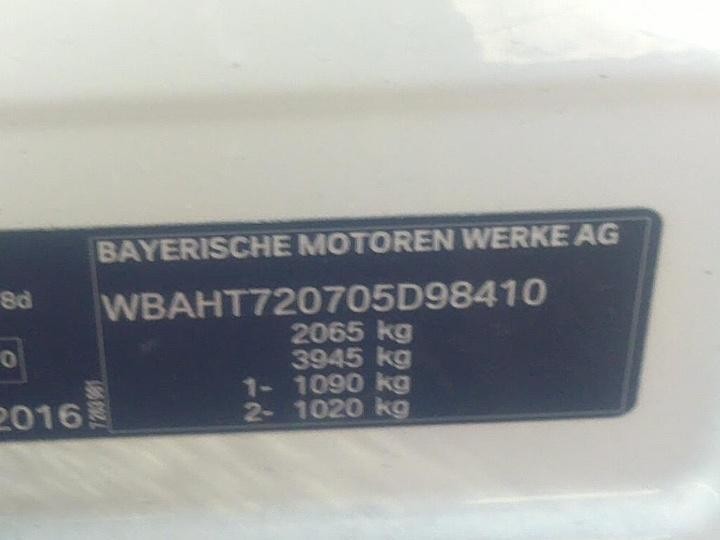 BAYERISCHE MOTOREN WERKE AG
8d
WBAHT720705D98410
2065 kg
0
3945 kg
1- 1090 kg
2016
2- 1020 kg